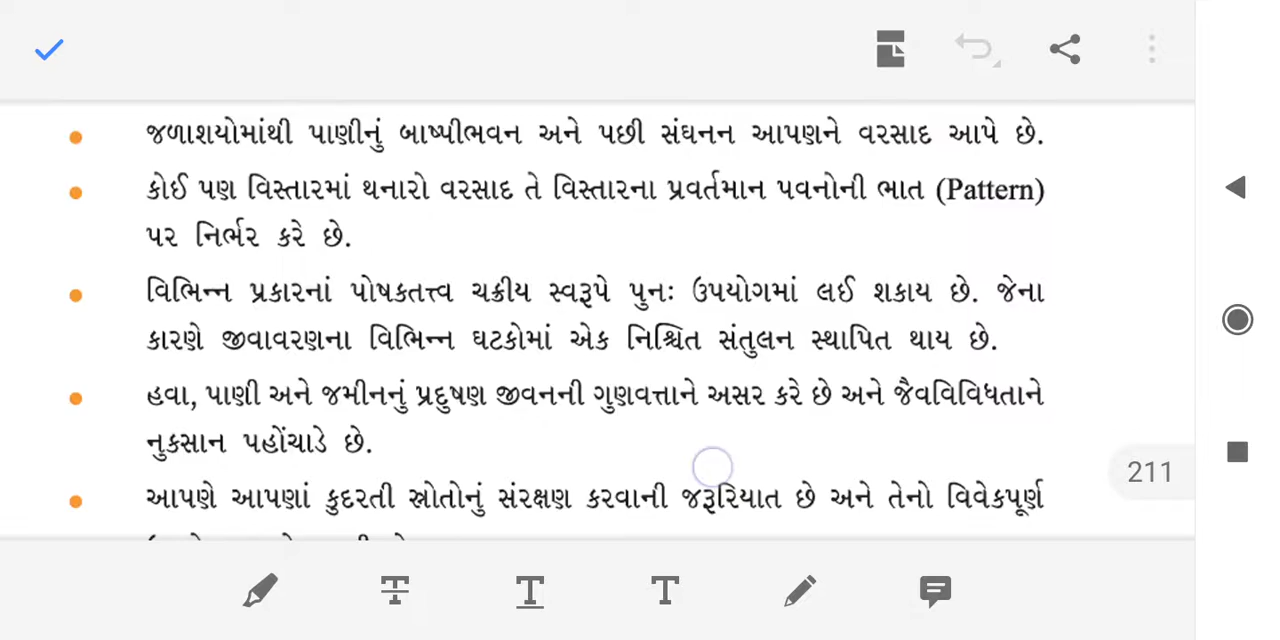 જળાશયોમાંથી પાણીનું બાષ્પીભવન અને પછી સંઘનન આપણને વરસાદ આપે છે.
કોઈ પણ વિસ્તારમાં થનારો વરસાદ તે વિસ્તારના પ્રવર્તમાન પવનોની ભાત (Pattern)
પર નિર્ભર કરે છે.
વિભિન્ન પ્રકારનાં પોષકતત્ત્વ ચક્રીય સ્વરૂપે પુનઃ ઉપયોગમાં લઈ શકાય છે. જેના
કારણે જીવાવરણના વિભિન્ન ઘટકોમાં એક નિશ્ચિત સંતુલન સ્થાપિત થાય છે.
હવા, પાણી અને જમીનનું પ્રદુષણ જીવનની ગુણવત્તાને અસર કરે છે અને જૈવવિવિધતાને
નુકસાન પહોંચાડે છે.
211
આપણે આપણાં કુદરતી સ્રોતોનું સંરક્ષણ કરવાની જરૂરિયાત છે અને તેનો વિવેકપૂર્ણ